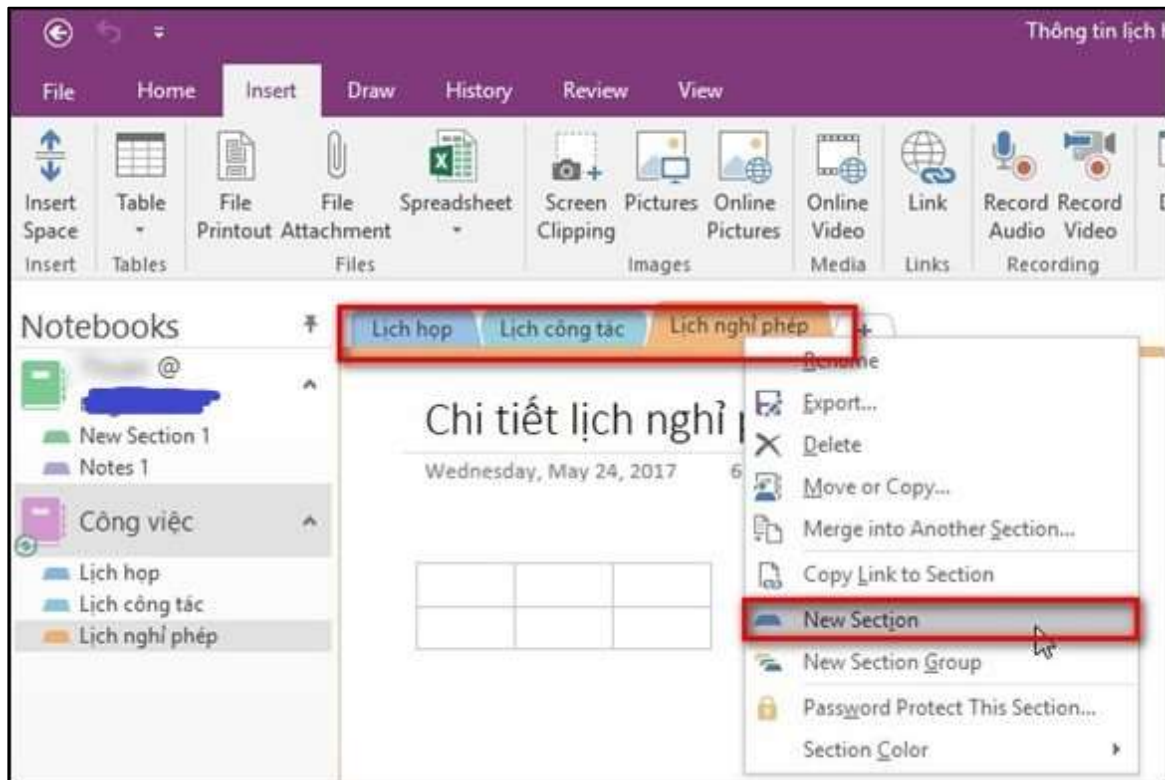 Thông tin lịch
File Home Insert Draw History Review View
Insert Space
Table
File Printout
File Attachment
Spreadsheet
Screen Clipping
Pictures
Online Pictures
Online Video
Link
Record Audio
Record Video
Insert Tables Files Images Media Links Recording
Notebooks
Lịch họp Lịch công tác Lịch nghỉ phép +
@
New Section 1
Notes 1
Công việc
Lịch họp
Lịch công tác
Lịch nghỉ phép
Chi tiết lịch nghỉ
Wednesday, May 24, 2017 6
Rename
Export...
Delete
Move or Copy...
Merge into Another Section...
Copy Link to Section
New Section
New Section Group
Password Protect This Section...
Section Color